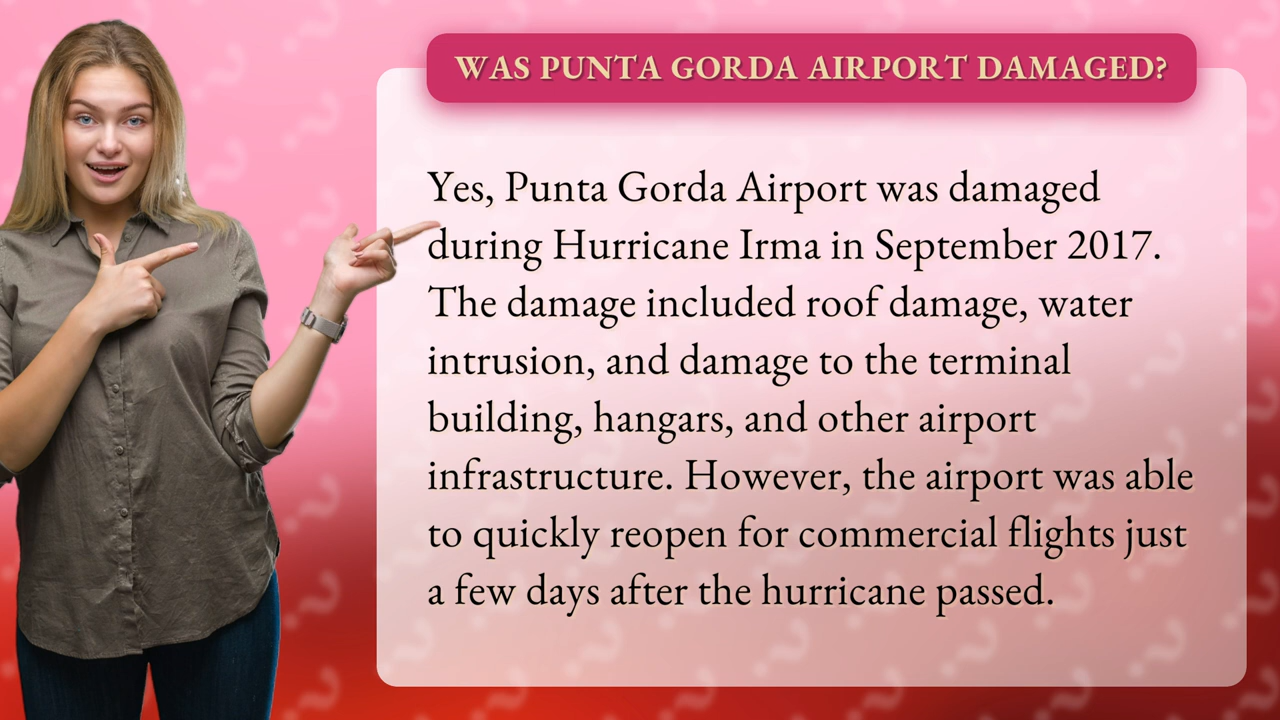 WAS PUNTA GORDA AIRPORT DAMAGED?
Yes, Punta Gorda Airport was damaged
during Hurricane Irma in September 2017.
The damage included roof damage, water
intrusion, and damage to the terminal
building, hangars, and other airport
infrastructure. However, the airport was able
to quickly reopen for commercial flights just
a few days after the hurricane passed.